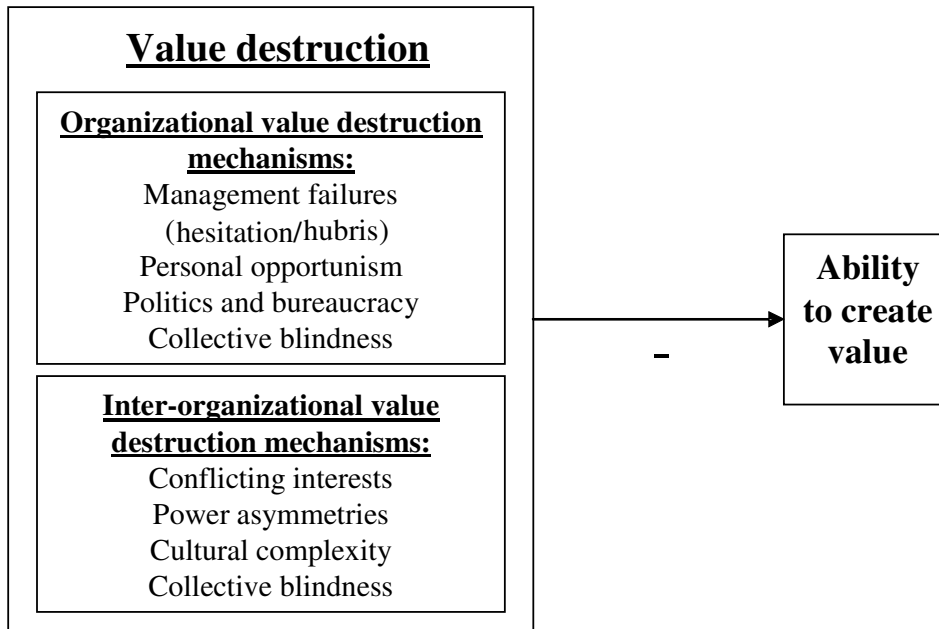 Value destruction
Organizational value destruction
mechanisms:
Management failures
(hesitation/hubris)
Personal opportunism
Politics and bureaucracy
Collective blindness
Inter-organizational value
destruction mechanisms:
Conflicting interests
Power asymmetries
Cultural complexity
Collective blindness
–
Ability
to create
value